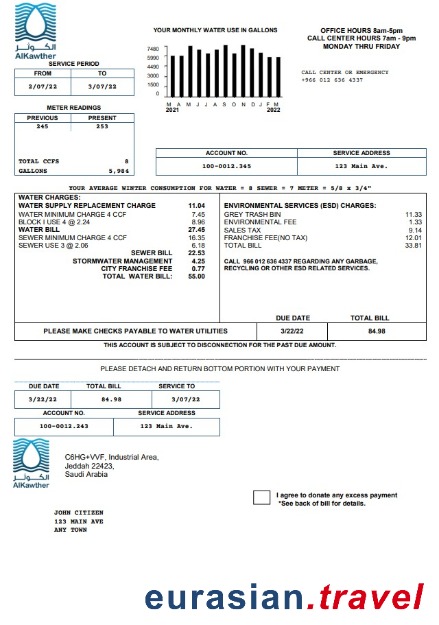 YOUR MONTHLY WATER USE IN GALLONS
OFFICE HOURS 8am-5pm
CALL CENTER HOURS 7am - 9pm
MONDAY THRU FRIDAY
الكوثر
AlKawther
SERVICE PERIOD
FROM TO
2/07/22 3/07/22
7480
5990
4500
3000
1500
0
M A M J J A S O N D J F M
2021 2022
CALL CENTER OR EMERGENCY
+966 012 636 4337
METER READINGS
PREVIOUS PRESENT
245 253
TOTAL CCFS 8
GALLONS 5,984
ACCOUNT NO. SERVICE ADDRESS
100-0012.345 123 Main Ave.
YOUR AVERAGE WINTER CONSUMPTION FOR WATER = 8 SEWER = 7 METER = 5/8 x 3/4"
WATER CHARGES:
WATER SUPPLY REPLACEMENT CHARGE 11.04
WATER MINIMUM CHARGE 4 CCF 7.45
BLOCK I USE 4 @ 2.24 8.96
WATER BILL 27.45
SEWER MINIMUM CHARGE 4 CCF 16.35
SEWER USE 3 @ 2.06 6.18
SEWER BILL 22.53
STORMWATER MANAGEMENT 4.25
CITY FRANCHISE FEE 0.77
TOTAL WATER BILL: 55.00
ENVIRONMENTAL SERVICES (ESD) CHARGES:
GREY TRASH BIN 11.33
ENVIRONMENTAL FEE 1.33
SALES TAX 9.14
FRANCHISE FEE(NO TAX) 12.01
TOTAL BILL 33.81
CALL 966 012 636 4337 REGARDING ANY GARBAGE,
RECYCLING OR OTHER ESD RELATED SERVICES.
DUE DATE TOTAL BILL
PLEASE MAKE CHECKS PAYABLE TO WATER UTILITIES 3/22/22 84.98
THIS ACCOUNT IS SUBJECT TO DISCONNECTION FOR THE PAST DUE AMOUNT.
PLEASE DETACH AND RETURN BOTTOM PORTION WITH YOUR PAYMENT
DUE DATE TOTAL BILL SERVICE TO
3/22/22 84.98 3/07/22
ACCOUNT NO. SERVICE ADDRESS
100-0012.243 123 Main Ave.
الكوثر
AlKawther
C6HG+VVF, Industrial Area,
Jeddah 22423,
Saudi Arabia
I agree to donate any excess payment
*See back of bill for details.
JOHN CITIZEN
123 MAIN AVE
ANY TOWN
eurasian.travel